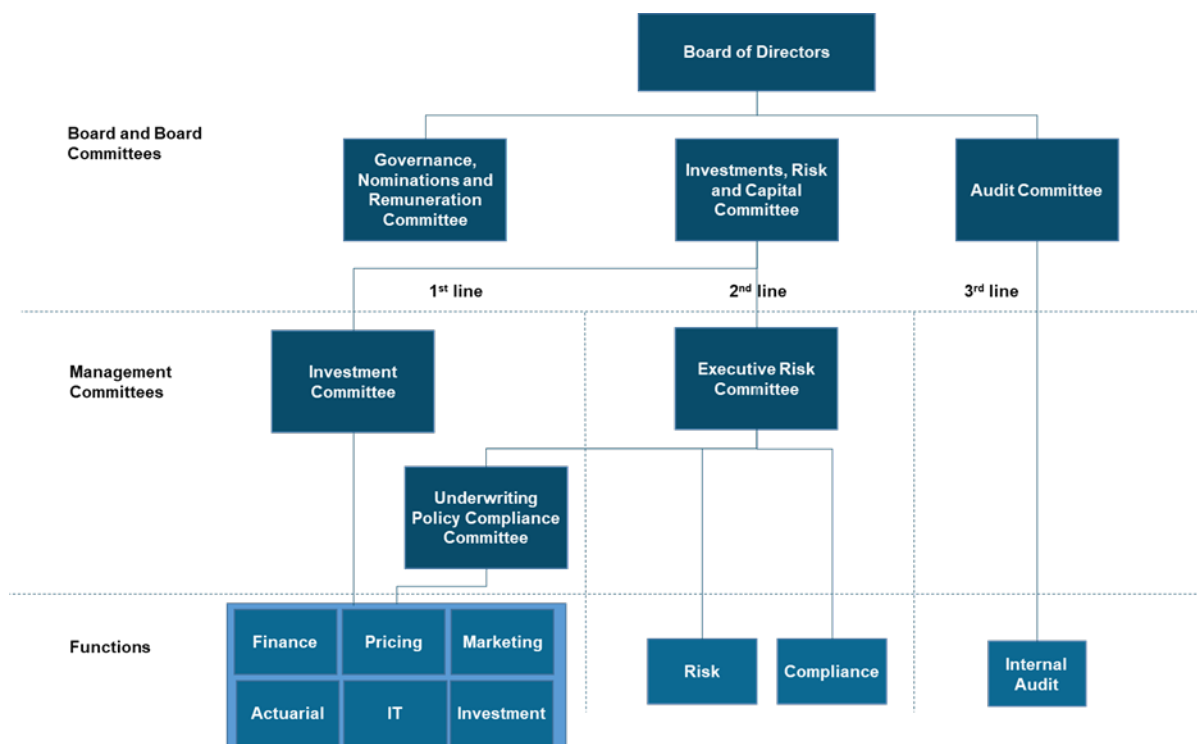 Board of Directors
Board and Board
Committees
Governance,
Nominations and
Remuneration
Committee
Investments, Risk
and Capital
Committee
Audit Committee
1st line
2nd line
3rd line
Management
Committees
Investment
Committee
Executive Risk
Committee
Underwriting
Policy Compliance
Committee
Functions
Finance
Pricing
Marketing
Actuarial
IT
Investment
Risk
Compliance
Internal
Audit